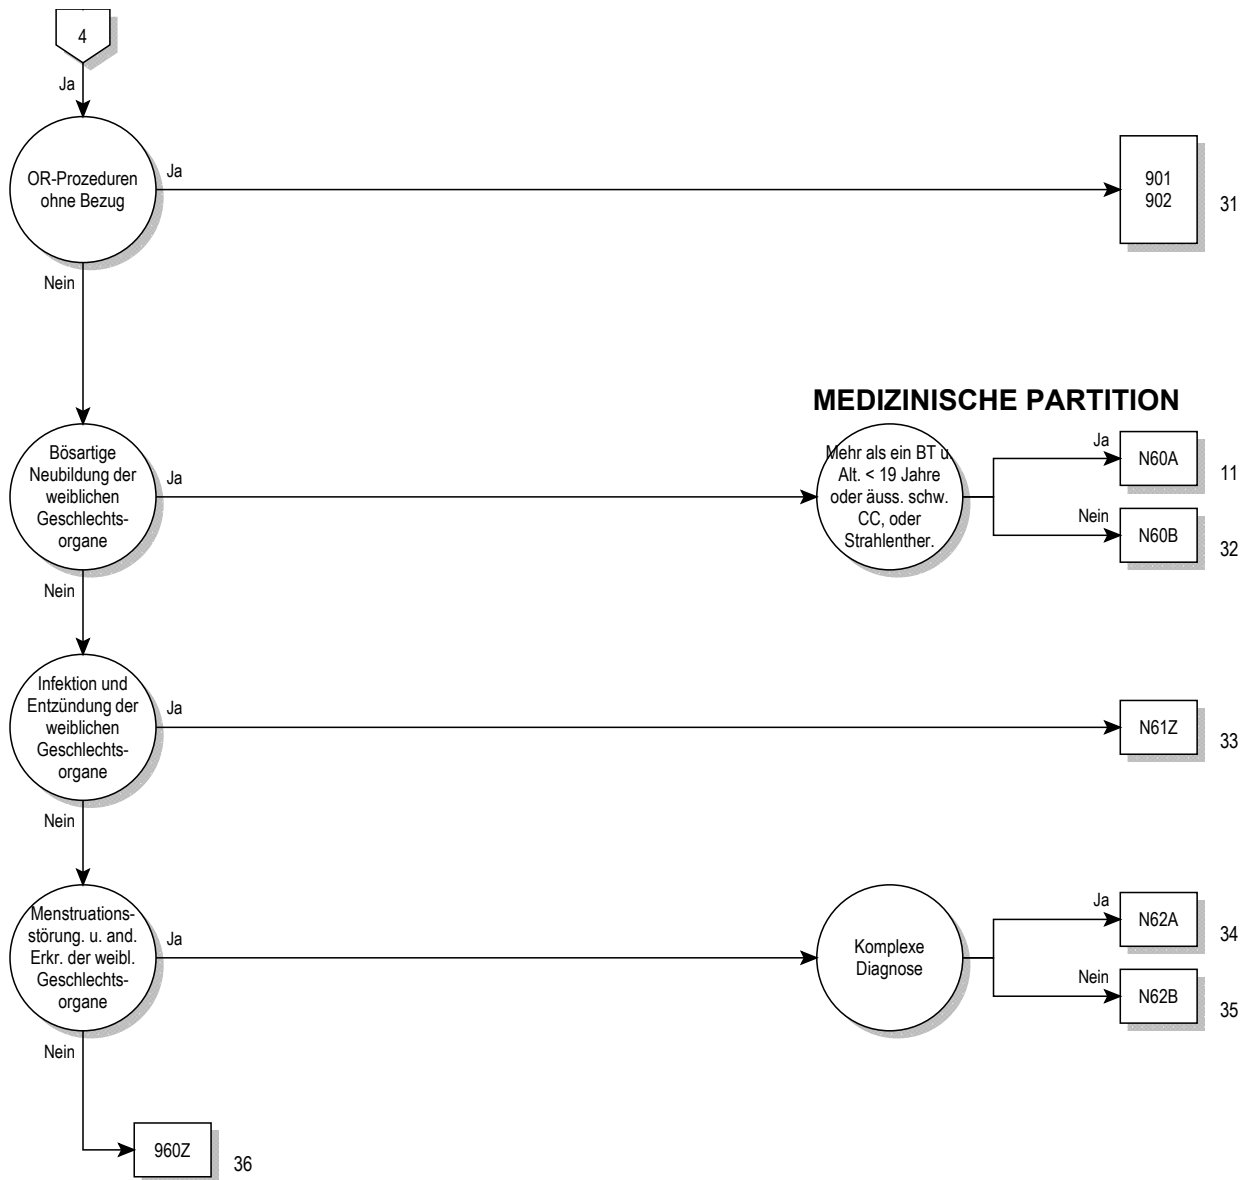 4
Ja
OR-Prozeduren
ohne Bezug
Ja
901
902
31
Nein
MEDIZINISCHE PARTITION
Bösartige
Neubildung der
weiblichen
Geschlechts-
organe
Ja
Mehr als ein BT u.
Alt. < 19 Jahre
oder äuss. schw.
CC, oder
Strahlenther.
Ja
N60A
11
Nein
N60B
32
Nein
Infektion und
Entzündung der
weiblichen
Geschlechts-
organe
Ja
N61Z
33
Nein
Menstruations-
störung. u. and.
Erkr. der weibl.
Geschlechts-
organe
Ja
Komplexe
Diagnose
Ja
N62A
34
Nein
N62B
35
Nein
960Z
36